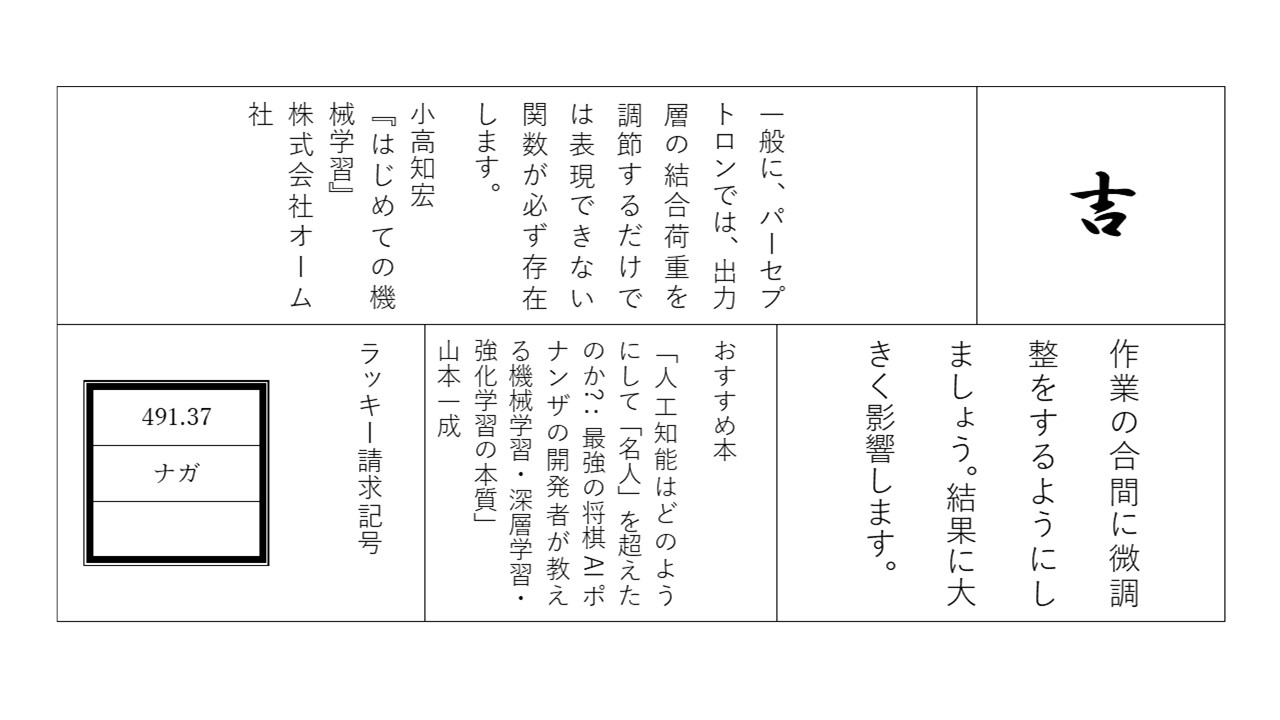 吉
一般に、パーセプ
トロンでは、出力
層の結合荷重を
調節するだけで
は表現できない
関数が必ず存在
します。
小高知宏
『はじめての機
械学習』
株式会社オーム
社
作業の合間に微調
整をするようにし
ましょう。結果に大
きく影響します。
おすすめ本
「人工知能はどのよう
にして「名人」を超えた
のか?: 最強の将棋AIポ
ナンザの開発者が教え
る機械学習・深層学習・
強化学習の本質」
山本一成
ラッキー請求記号
491.37
ナガ